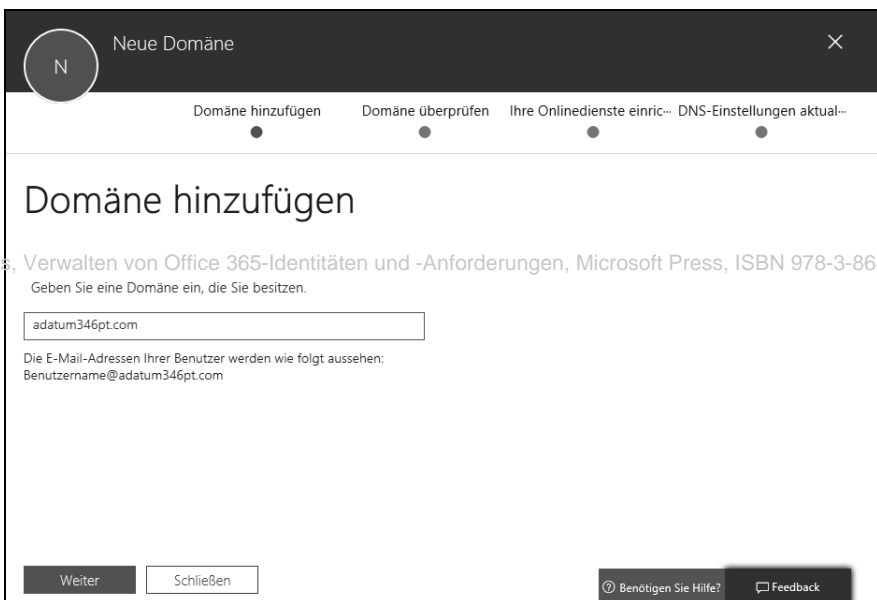 N
Neue Domäne
Domäne hinzufügen
Domäne überprüfen
Ihre Onlinedienste einric...
DNS-Einstellungen aktual...
Domäne hinzufügen
s, Verwalten von Office 365-Identitäten und -Anforderungen, Microsoft Press, ISBN 978-3-86
Geben Sie eine Domäne ein, die Sie besitzen.
adatum346pt.com
Die E-Mail-Adressen Ihrer Benutzer werden wie folgt aussehen:
Benutzername@adatum346pt.com
Weiter
Schließen
Benötigen Sie Hilfe?
Feedback